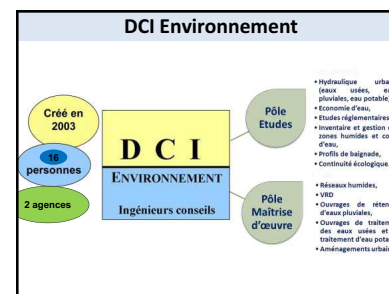 DCI Environnement
Créé en
2003
16
personnes
2 agences
D C I
ENVIRONNEMENT
Ingénieurs conseils
Pôle
Etudes
• Hydraulique
(eaux usées,
pluviales, eau potable)
• Economie d'eau,
• Etudes réglementaires
• Inventaire et gestion
zones humides et
d'eau,
• Profils de baignade,
• Continuité écologique
Pôle
Maîtrise
d'œuvre
• Réseaux humides,
• VRD
• Ouvrages de
d'eaux pluviales,
• Ouvrages de
des eaux usées et
traitement d'eau
• Aménagements